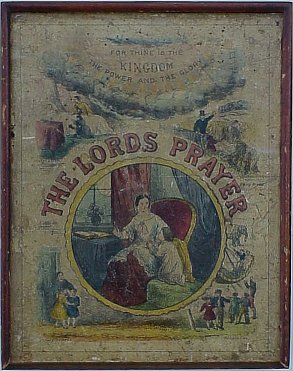 FOR THINE IS THE
KINGDOM
THE POWER AND THE GLORY
THE LORDS PRAYER